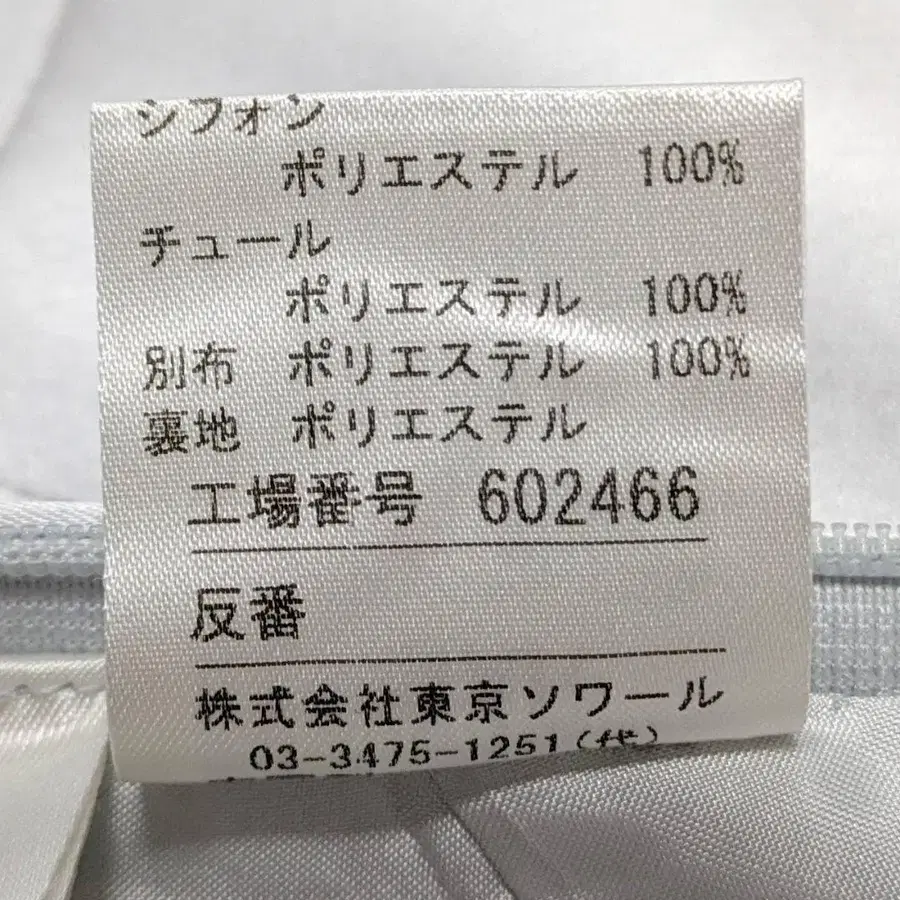 シフォン
ポリエステル 100%
チュール
ポリエステル 100%
別布 ポリエステル 100%
裏地 ポリエステル
工場番号 602466
反番
株式会社東京ソワール
03-3475-1251(代)